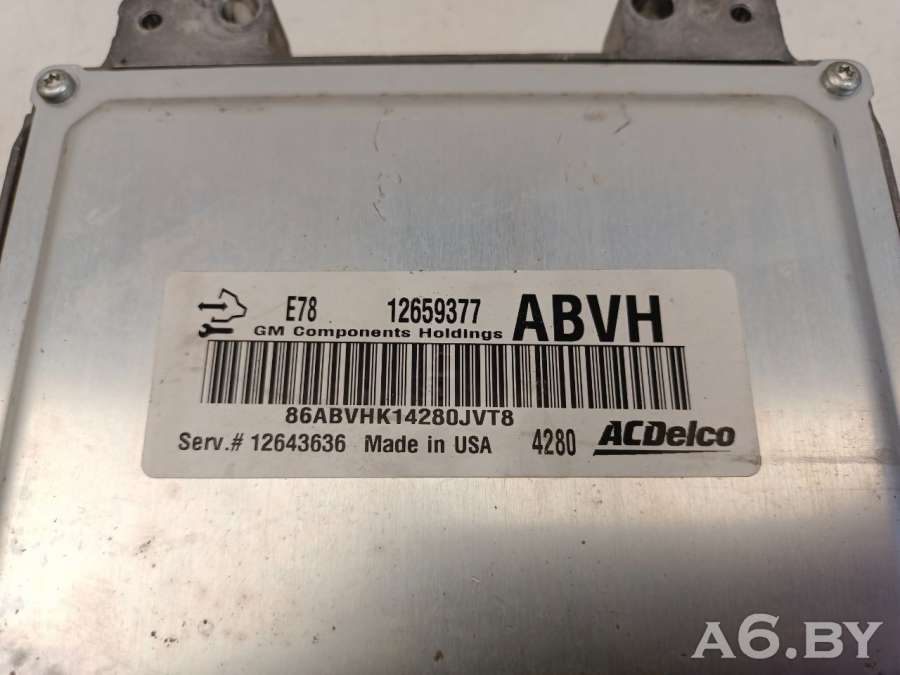 E78 12659377 ABVH
GM Components Holdings
86ABVHK14280JVT8
Serv.# 12643636 Made in USA 4280 ACDelco
A6.BY